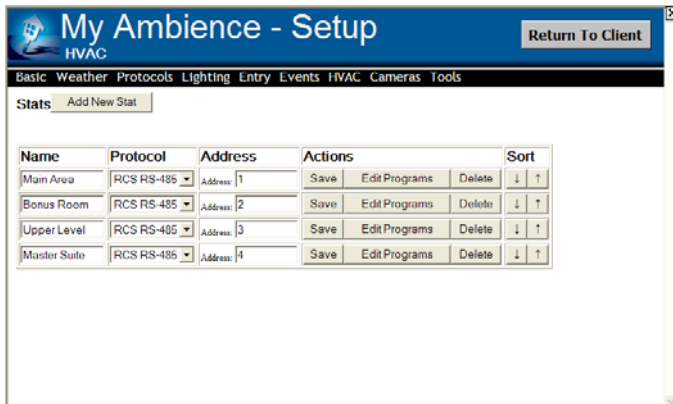 My Ambience - Setup
HVAC
Return To Client
Basic Weather Protocols Lighting Entry Events HVAC Cameras Tools
Stats Add New Stat
Name Protocol Address Actions Sort
Main Area RCS RS-485 Address: 1 Save Edit Programs Delete ↓ ↑
Bonus Room RCS RS-485 Address: 2 Save Edit Programs Delete ↓ ↑
Upper Level RCS RS-485 Address: 3 Save Edit Programs Delete ↓ ↑
Master Suite RCS RS-485 Address: 4 Save Edit Programs Delete ↓ ↑